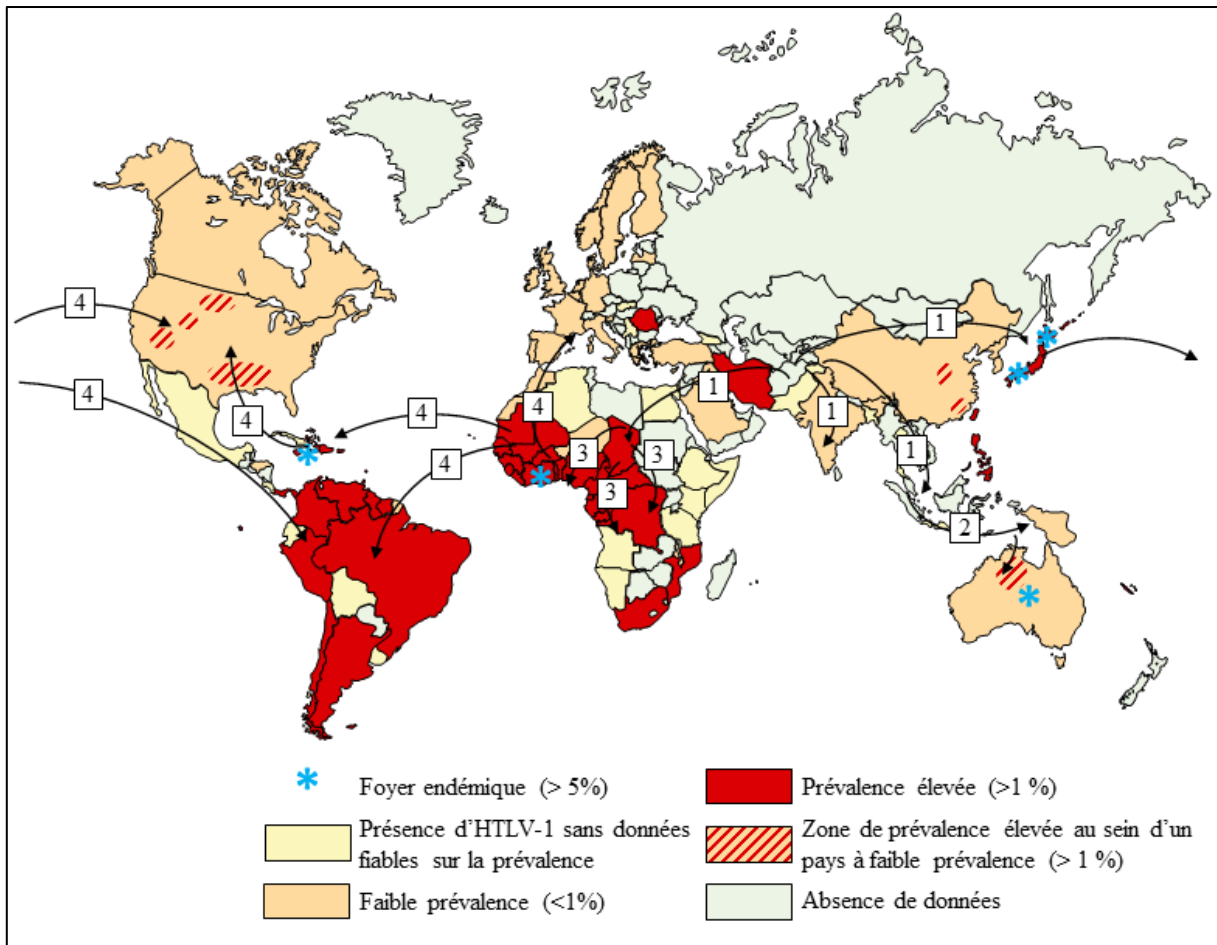 4
4
4
4
4
4
3
3
3
1
1
1
1
2
Foyer endémique (> 5%)
Présence d'HTLV-1 sans données
fiables sur la prévalence
Faible prévalence (<1%)
Prévalence élevée (>1 %)
Zone de prévalence élevée au sein d'un
pays à faible prévalence (> 1 %)
Absence de données